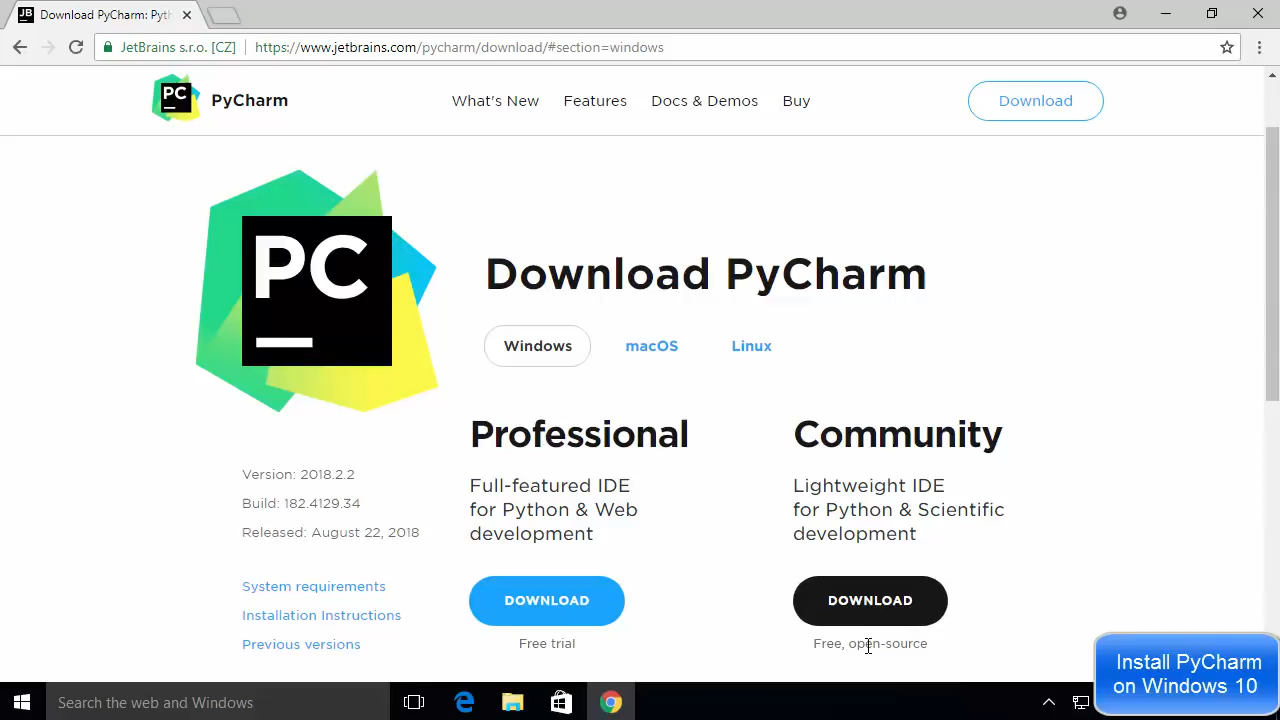 JB
Download PyCharm: Pyth
JetBrains s.r.o. [CZ]
https://www.jetbrains.com/pycharm/download/#section=windows
PC
PyCharm
What's New
Features
Docs & Demos
Buy
Download
PC
Download PyCharm
Windows
macOS
Linux
Professional
Full-featured IDE
for Python & Web
development
DOWNLOAD
Free trial
Community
Lightweight IDE
for Python & Scientific
development
DOWNLOAD
Free, open-source
Version: 2018.2.2
Build: 182.4129.34
Released: August 22, 2018
System requirements
Installation Instructions
Previous versions
Install PyCharm
on Windows 10
Search the web and Windows